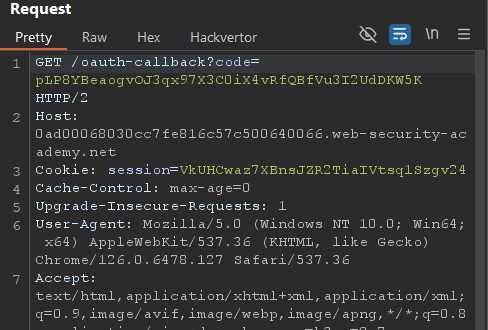 Request
Pretty Raw Hex Hackvertor \n
1 GET /oauth-callback?code=
pLP8YBeaogvOJ3qx97X3C0iX4vRfQBfVu3I2UdDKW5K
HTTP/2
2 Host:
0ad00068030cc7fe816c57c500640066.web-security-ac
ademy.net
3 Cookie: session=VkUHCwaz7XBnsJZR2TiaIVtsq1Szgv24
4 Cache-Control: max-age=0
5 Upgrade-Insecure-Requests: 1
6 User-Agent: Mozilla/5.0 (Windows NT 10.0; Win64;
x64) AppleWebKit/537.36 (KHTML, like Gecko)
Chrome/126.0.6478.127 Safari/537.36
7 Accept:
text/html,application/xhtml+xml,application/xml;
q=0.9,image/avif,image/webp,image/apng,*/*;q=0.8